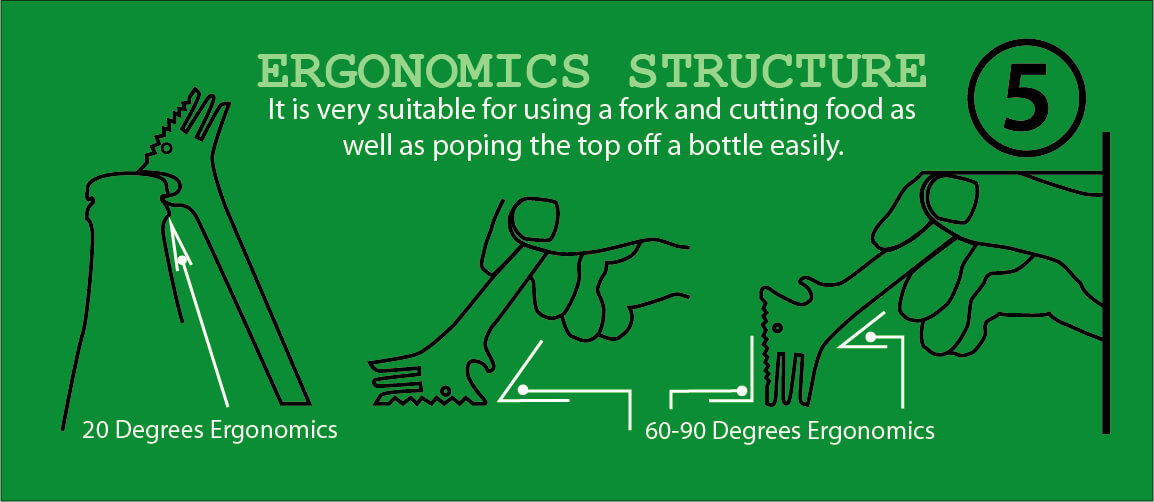 ERGONOMICS STRUCTURE
5
It is very suitable for using a fork and cutting food as
well as poping the top off a bottle easily.
20 Degrees Ergonomics
60-90 Degrees Ergonomics